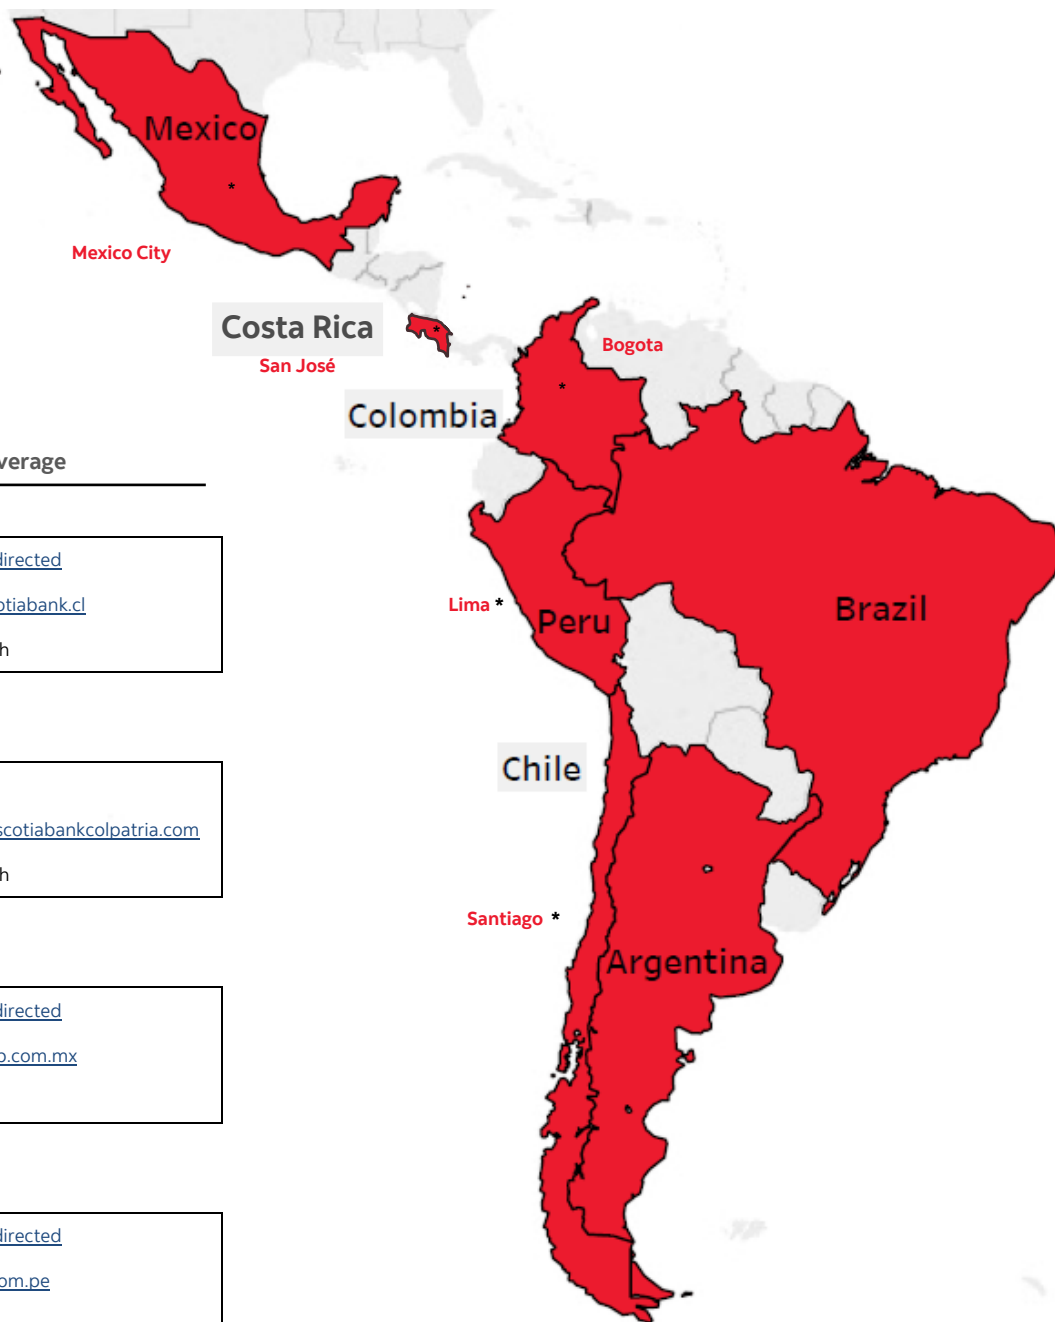 Mexico
*
Mexico City
Costa Rica
*
San José
Bogota
*
Colombia
verage
directed
Lima *
otiabank.cl
Peru
Brazil
h
Chile
scotiabankcolpatria.com
h
Santiago *
Argentina
directed
o.com.mx
directed
om.pe